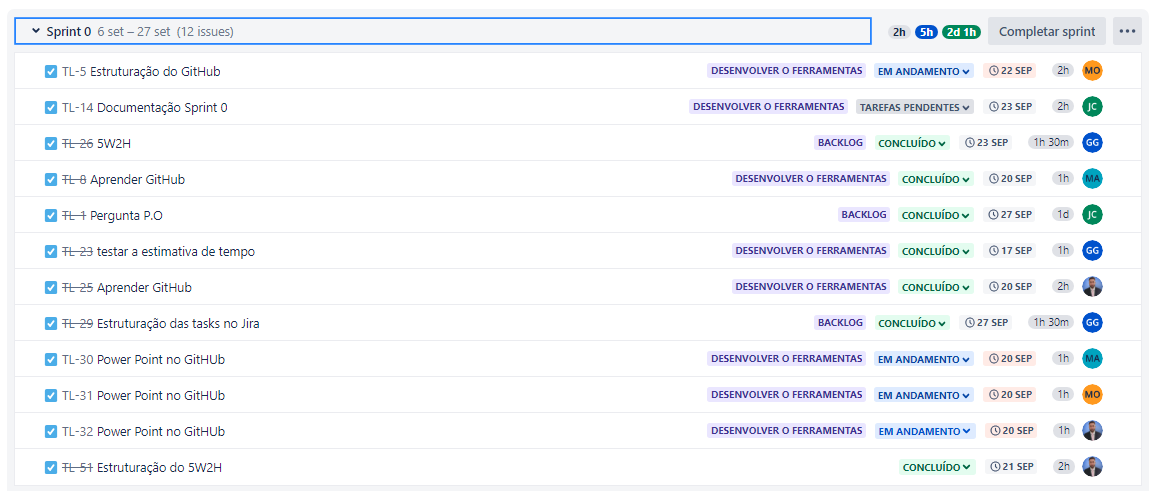 Sprint 0 6 set – 27 set (12 issues) 2h 5h 2d 1h Completar sprint
TL-5 Estruturação do GitHub DESENVOLVER O FERRAMENTAS EM ANDAMENTO 22 SEP 2h MO
TL-14 Documentação Sprint 0 DESENVOLVER O FERRAMENTAS TAREFAS PENDENTES 23 SEP 2h JC
TL-26 5W2H BACKLOG CONCLUÍDO 23 SEP 1h 30m GG
TL-8 Aprender GitHub DESENVOLVER O FERRAMENTAS CONCLUÍDO 20 SEP 1h MA
TL-1 Pergunta P.O BACKLOG CONCLUÍDO 27 SEP 1d JC
TL-23 testar a estimativa de tempo DESENVOLVER O FERRAMENTAS CONCLUÍDO 17 SEP 1h GG
TL-25 Aprender GitHub DESENVOLVER O FERRAMENTAS CONCLUÍDO 20 SEP 2h
TL-29 Estruturação das tasks no Jira BACKLOG CONCLUÍDO 27 SEP 1h 30m GG
TL-30 Power Point no GitHUb DESENVOLVER O FERRAMENTAS EM ANDAMENTO 20 SEP 1h MA
TL-31 Power Point no GitHUb DESENVOLVER O FERRAMENTAS EM ANDAMENTO 20 SEP 1h MO
TL-32 Power Point no GitHUb DESENVOLVER O FERRAMENTAS EM ANDAMENTO 20 SEP 1h
TL-51 Estruturação do 5W2H CONCLUÍDO 21 SEP 2h